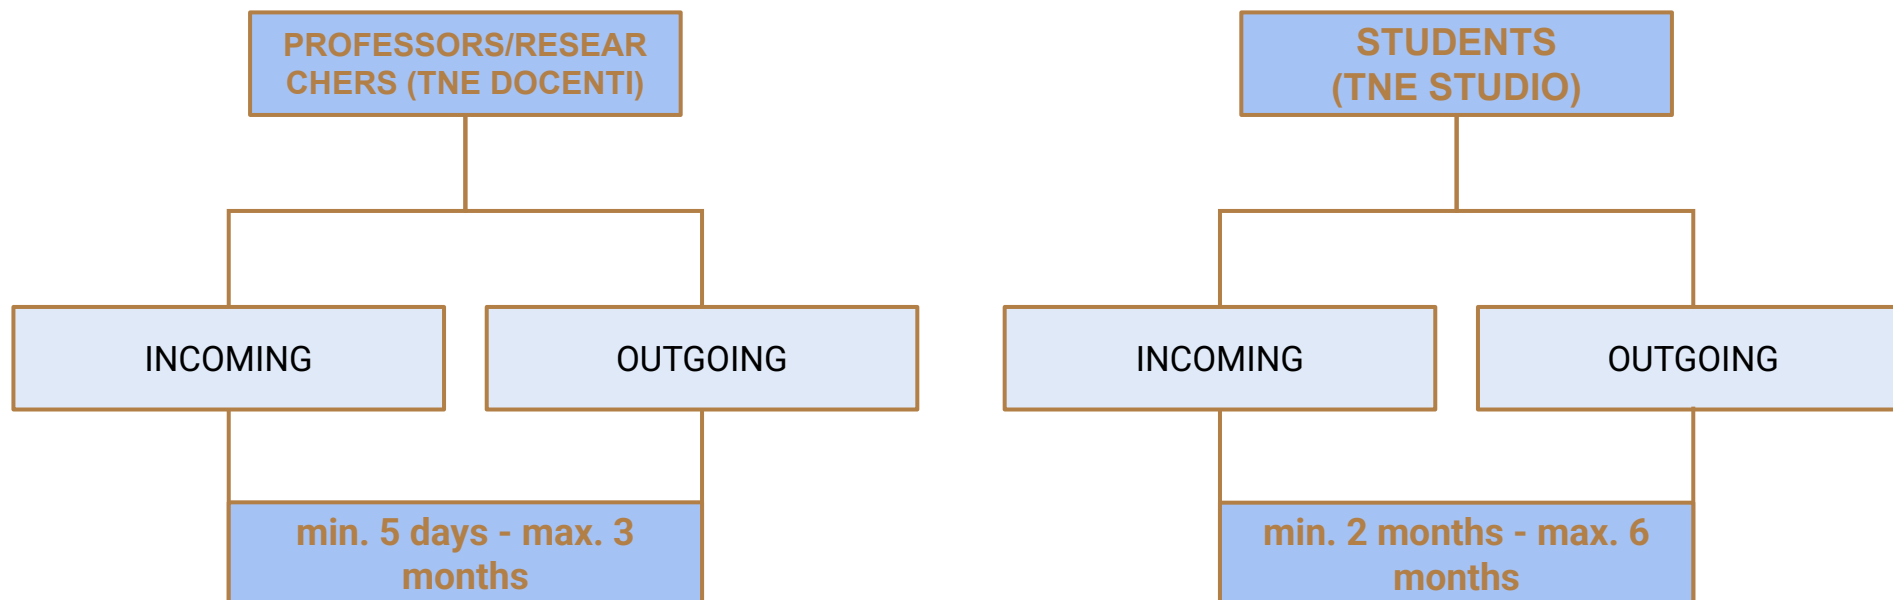 PROFESSORS/RESEAR
CHERS (TNE DOCENTI)
STUDENTS
(TNE STUDIO)
INCOMING
OUTGOING
INCOMING
OUTGOING
min. 5 days - max. 3
months
min. 2 months - max. 6
months